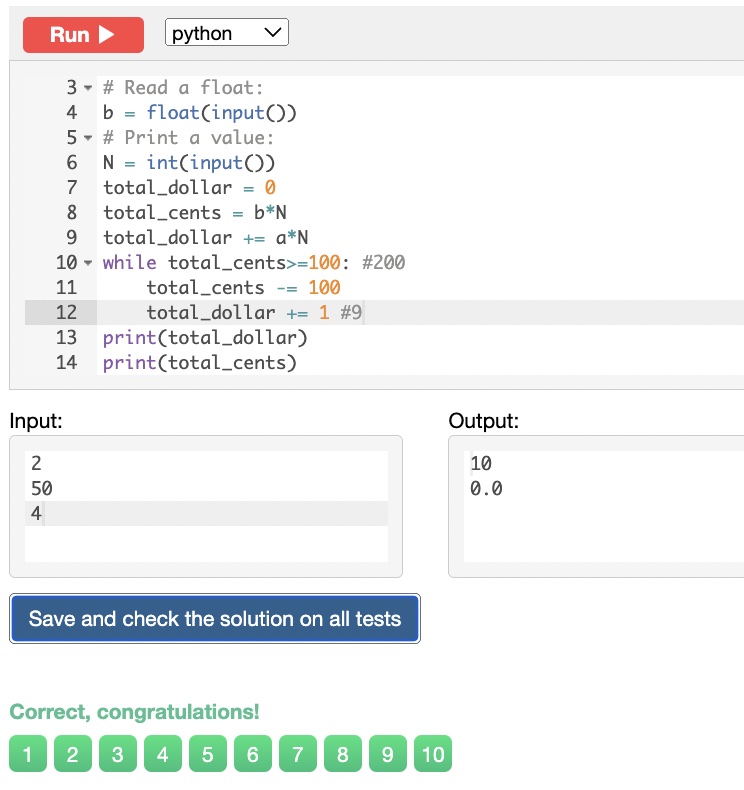 Run python
3 # Read a float:
4 b = float(input())
5 # Print a value:
6 N = int(input())
7 total_dollar = 0
8 total_cents = b*N
9 total_dollar += a*N
10 while total_cents>=100: #200
11 total_cents -= 100
12 total_dollar += 1 #9
13 print(total_dollar)
14 print(total_cents)
Input:
2
50
4
Output:
10
0.0
Save and check the solution on all tests
Correct, congratulations!
1 2 3 4 5 6 7 8 9 10